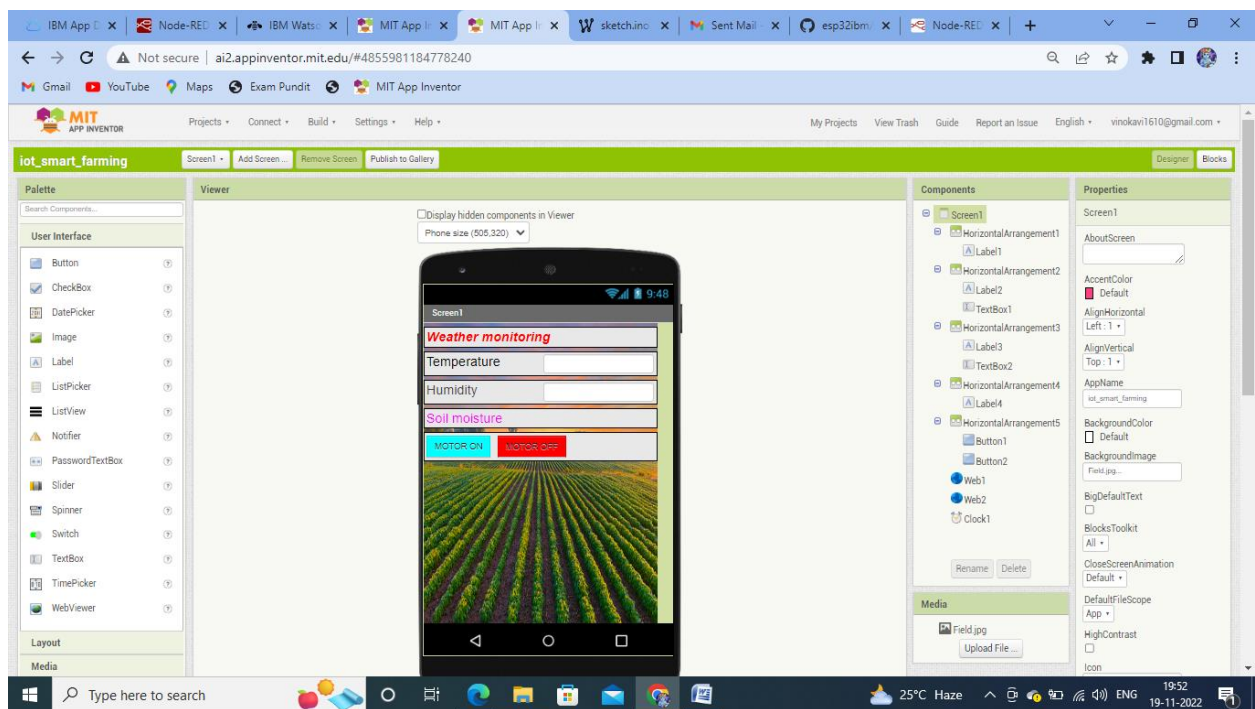 IBM App D
Node-RED
IBM Wats
MIT App In
MIT App In
sketch.ino
Sent Mail -
esp32ibm/
Node-RED
Not secure | ai2.appinventor.mit.edu/#4855981184778240
Gmail YouTube Maps Exam Pundit MIT App Inventor
MIT
APP INVENTOR
Projects Connect Build Settings Help My Projects View Trash Guide Report an Issue English vinokavi1610@gmail.com
iot_smart_farming Screen1 Add Screen ... Remove Screen Publish to Gallery Designer Blocks
Palette
Search Components...
User Interface
Button
CheckBox
DatePicker
Image
Label
ListPicker
ListView
Notifier
PasswordTextBox
Slider
Spinner
Switch
TextBox
TimePicker
WebViewer
Layout
Media
Viewer
Display hidden components in Viewer
Phone size (505,320)
9:48
Screen1
Weather monitoring
Temperature
Humidity
Soil moisture
MOTOR ON MOTOR OFF
Components
Screen1
HorizontalArrangement1
Label1
HorizontalArrangement2
Label2
TextBox1
HorizontalArrangement3
Label3
TextBox2
HorizontalArrangement4
Label4
HorizontalArrangement5
Button1
Button2
Web1
Web2
Clock1
Rename Delete
Media
Field.jpg
Upload File ...
Properties
Screen1
AboutScreen
AccentColor
Default
AlignHorizontal
Left : 1
AlignVertical
Top : 1
AppName
iot_smart_farming
BackgroundColor
Default
BackgroundImage
Field.jpg...
BigDefaultText
BlocksToolkit
All
CloseScreenAnimation
Default
DefaultFileScope
App
HighContrast
Icon
Type here to search
25°C Haze
ENG
19:52
19-11-2022